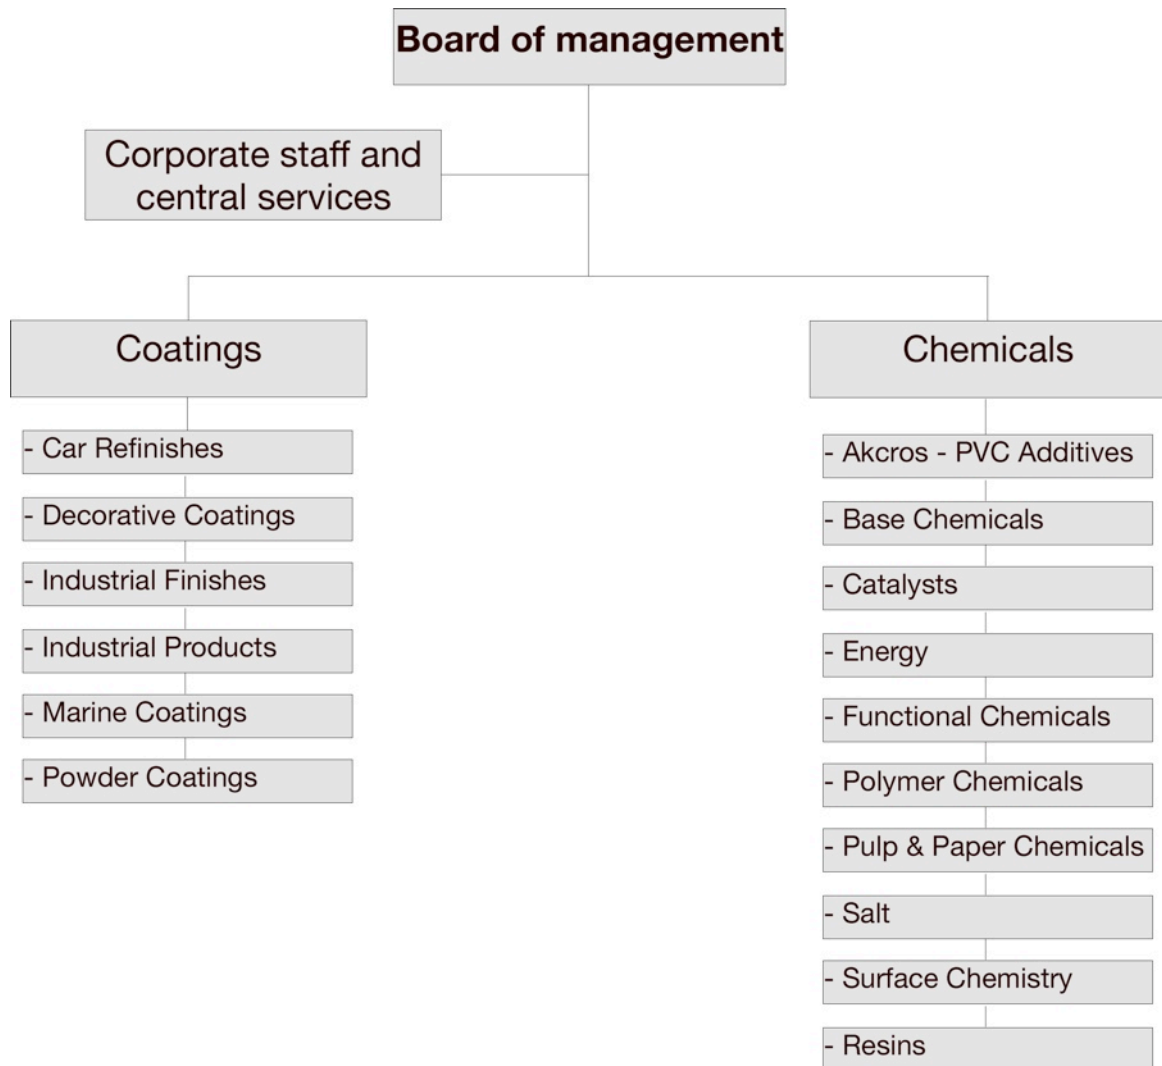 Board of management
Corporate staff and
central services
Coatings
- Car Refinishes
- Decorative Coatings
- Industrial Finishes
- Industrial Products
- Marine Coatings
- Powder Coatings
Chemicals
- Akcros - PVC Additives
- Base Chemicals
- Catalysts
- Energy
- Functional Chemicals
- Polymer Chemicals
- Pulp & Paper Chemicals
- Salt
- Surface Chemistry
- Resins